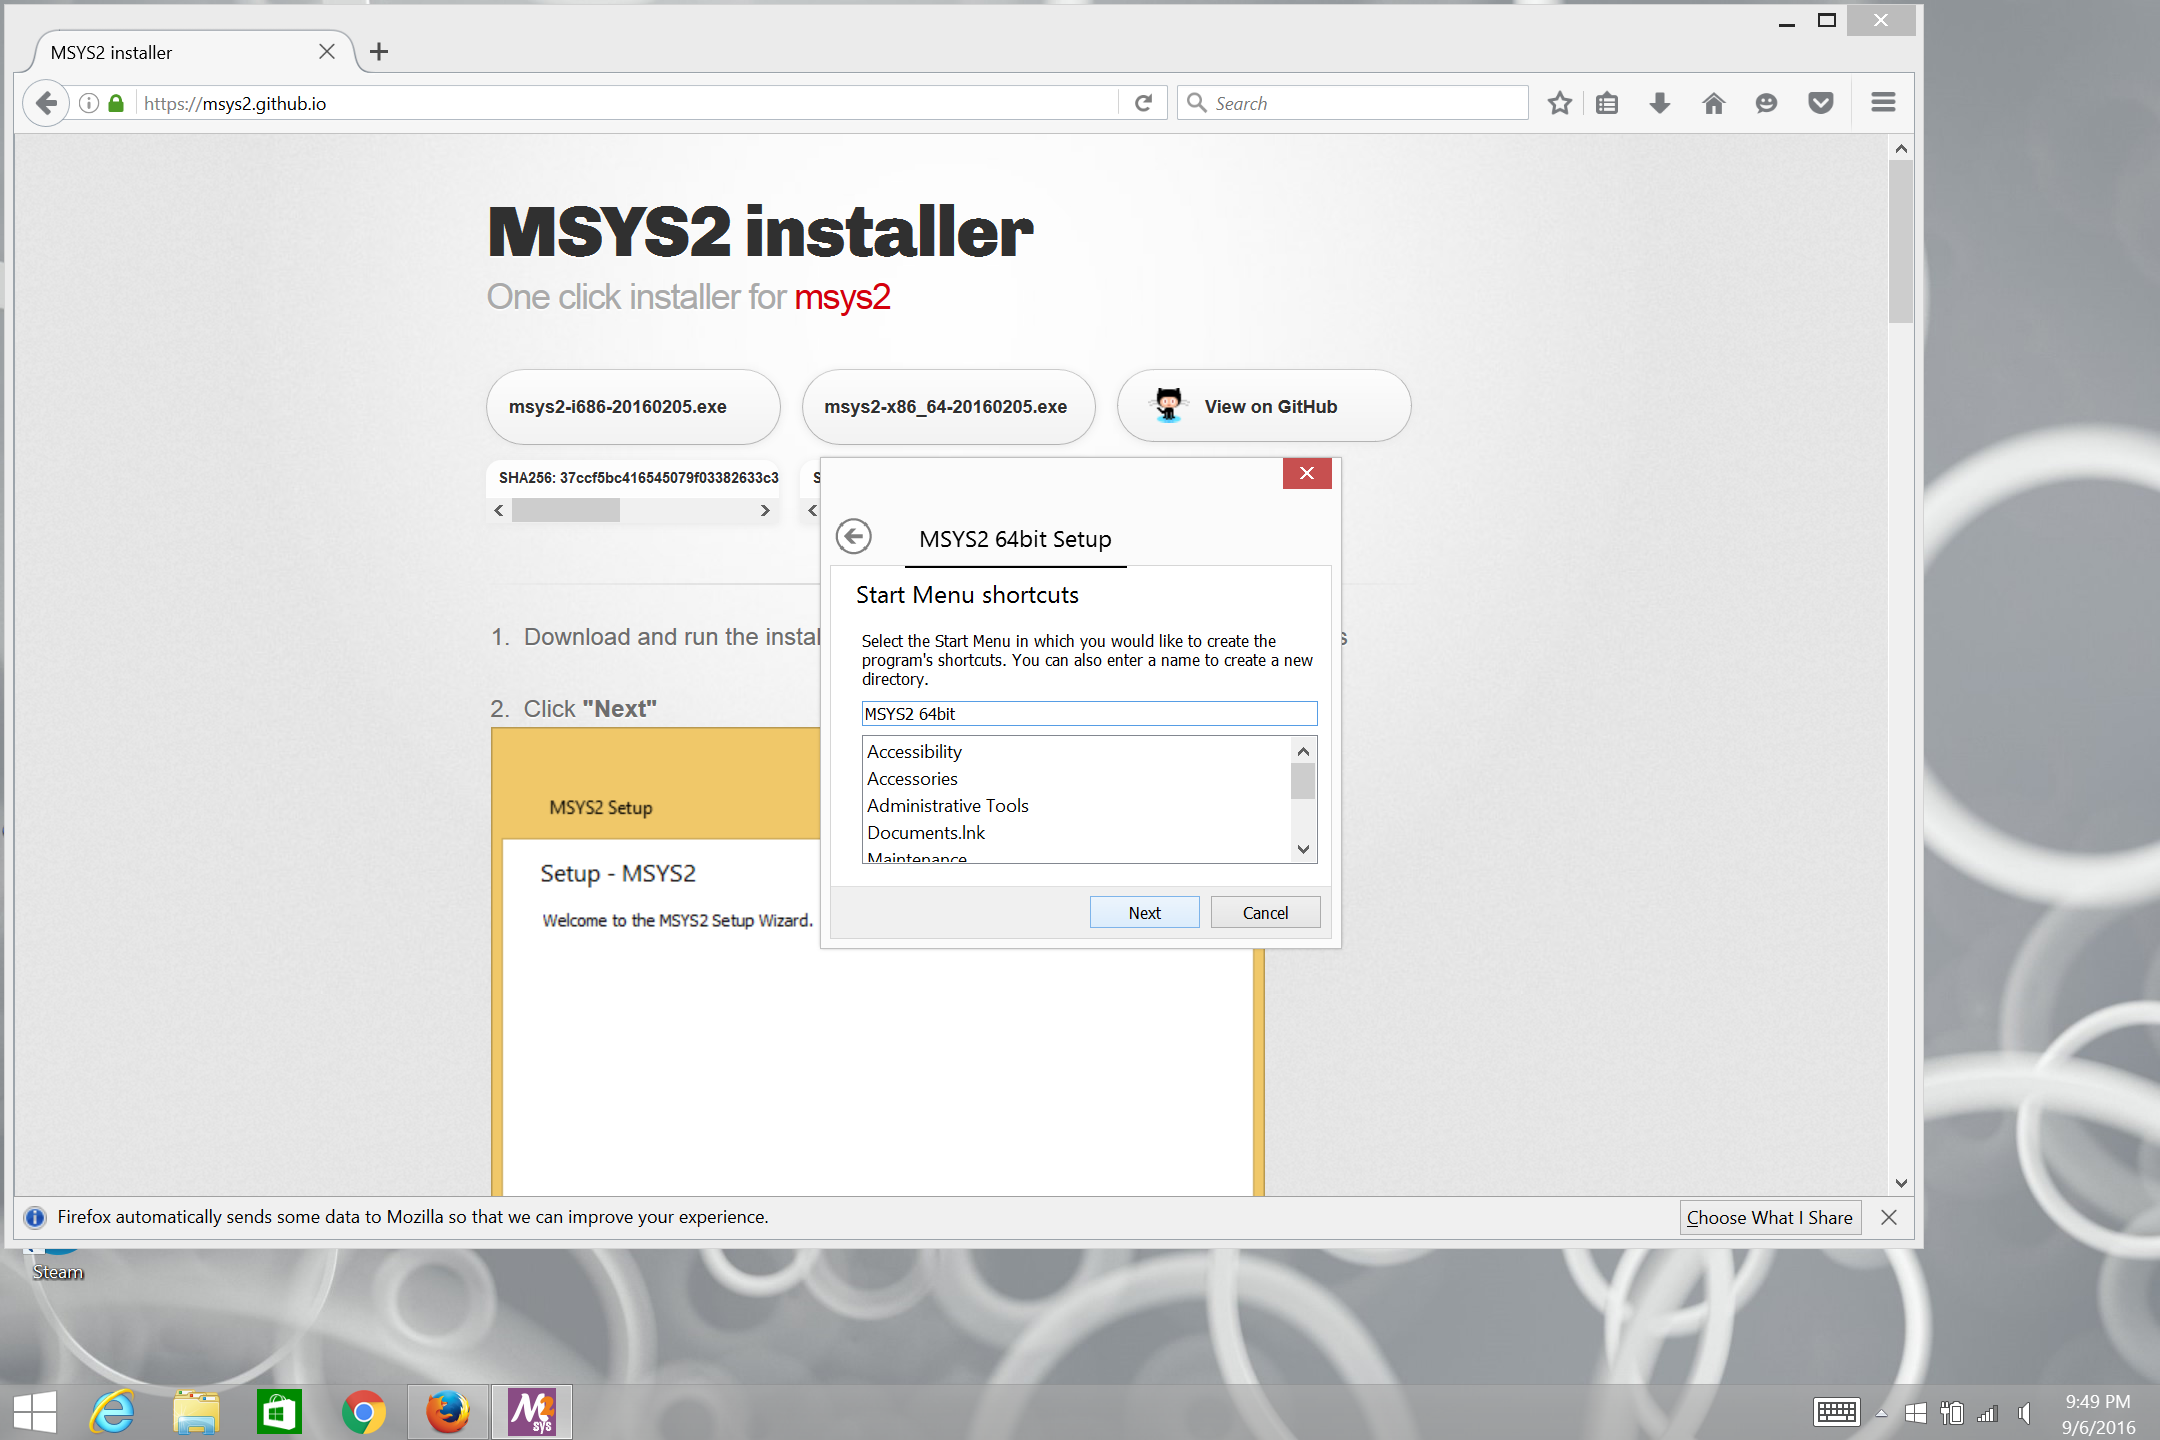 MSYS2 installer
https://msys2.github.io
Search
MSYS2 installer
One click installer for msys2
msys2-i686-20160205.exe
msys2-x86_64-20160205.exe
View on GitHub
SHA256: 37ccf5bc416545079f03382633c3
S
1. Download and run the instal
s
2. Click "Next"
MSYS2 Setup
Setup - MSYS2
Welcome to the MSYS2 Setup Wizard.
MSYS2 64bit Setup
Start Menu shortcuts
Select the Start Menu in which you would like to create the
program's shortcuts. You can also enter a name to create a new
directory.
MSYS2 64bit
Accessibility
Accessories
Administrative Tools
Documents.lnk
Maintenance
Next
Cancel
Firefox automatically sends some data to Mozilla so that we can improve your experience.
Choose What I Share
Steam
M2
sys
9:49 PM
9/6/2016